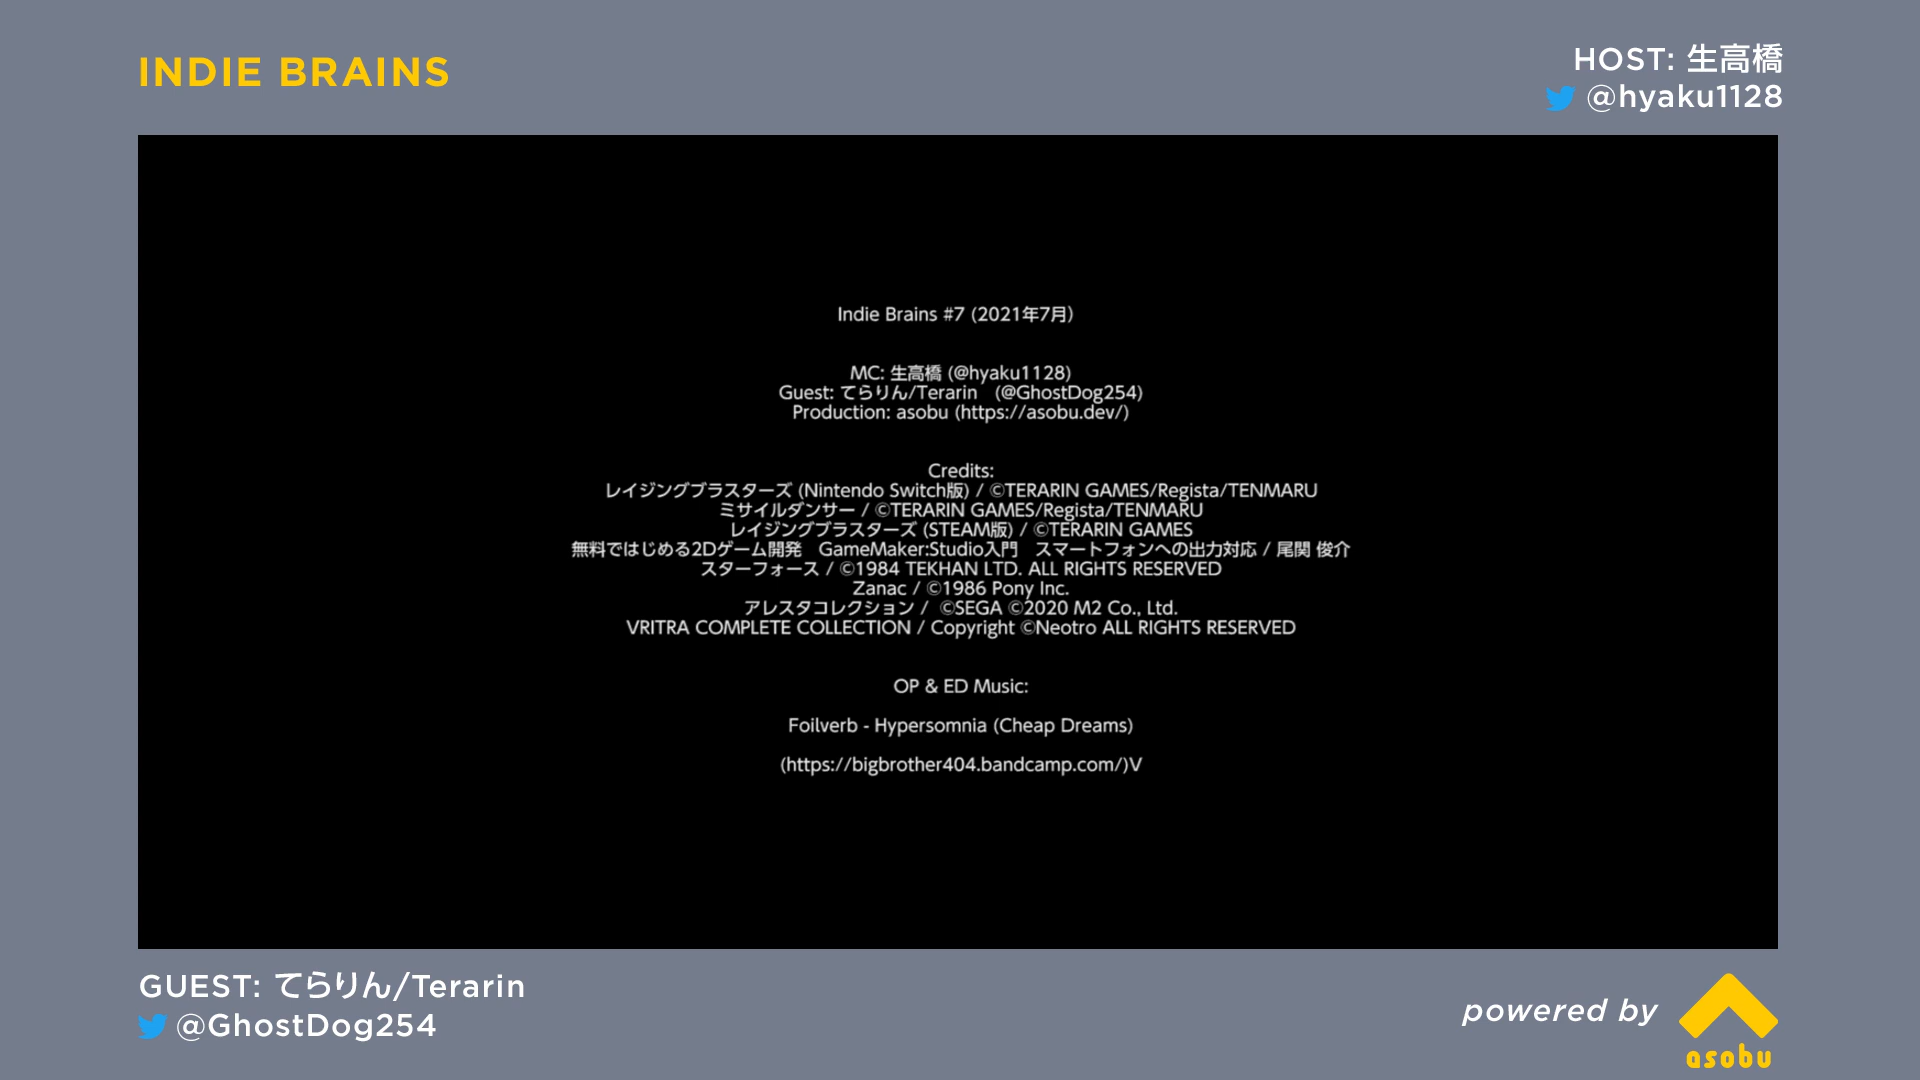 INDIE BRAINS
HOST: 生高橋
@hyaku1128
Indie Brains #7 (2021年7月)
MC: 生高橋 (@hyaku1128)
Guest: てらりん/Terarin　(@GhostDog254)
Production: asobu (https://asobu.dev/)
Credits:
レイジングブラスターズ (Nintendo Switch版) / ©TERARIN GAMES/Regista/TENMARU
ミサイルダンサー / ©TERARIN GAMES/Regista/TENMARU
レイジングブラスターズ (STEAM版) / ©TERARIN GAMES
無料ではじめる2Dゲーム開発　GameMaker:Studio入門　スマートフォンへの出力対応 / 尾関 俊介
スターフォース / ©1984 TEKHAN LTD. ALL RIGHTS RESERVED
Zanac / ©1986 Pony Inc.
アレスタコレクション /  ©SEGA ©2020 M2 Co., Ltd.
VRITRA COMPLETE COLLECTION / Copyright ©Neotro ALL RIGHTS RESERVED
OP & ED Music:
Foilverb - Hypersomnia (Cheap Dreams)
(https://bigbrother404.bandcamp.com/)V
GUEST: てらりん/Terarin
@GhostDog254
powered by
asobu